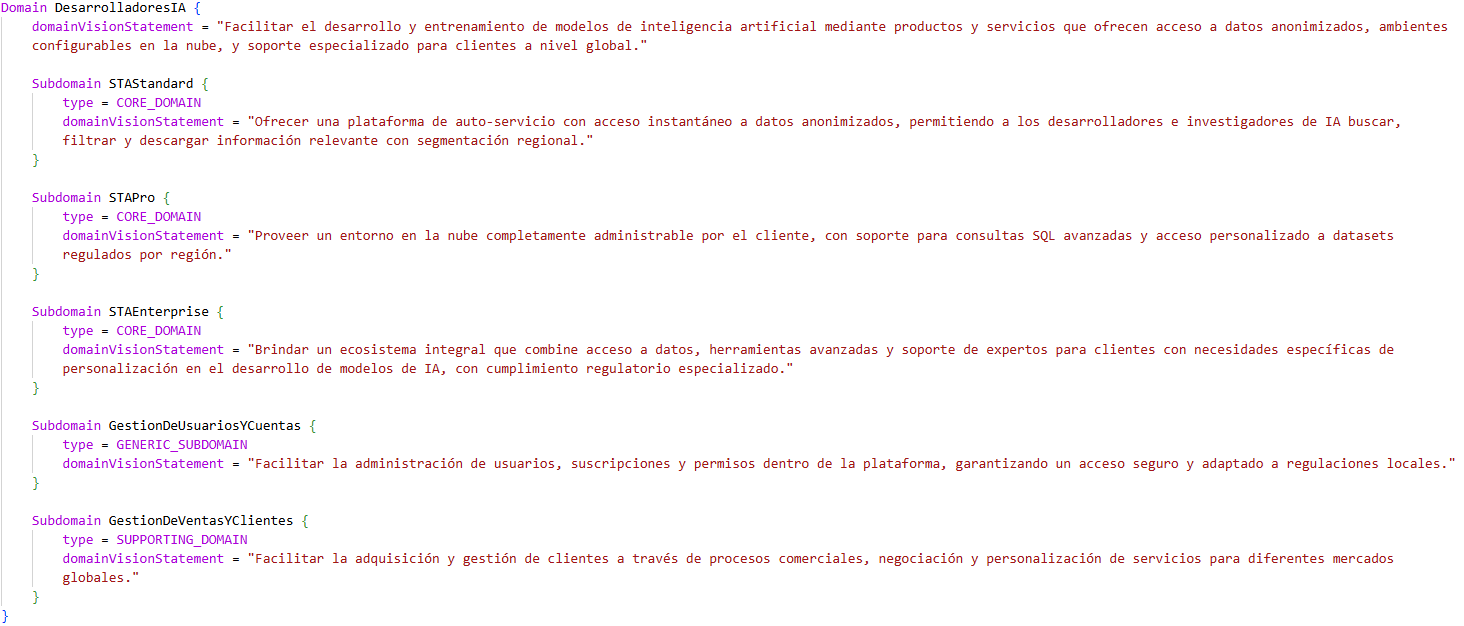 Domain DesarrolladoresIA {
domainVisionStatement = "Facilitar el desarrollo y entrenamiento de modelos de inteligencia artificial mediante productos y servicios que ofrecen acceso a datos anonimizados, ambientes
configurables en la nube, y soporte especializado para clientes a nivel global."
Subdomain STAStandard {
type = CORE_DOMAIN
domainVisionStatement = "Ofrecer una plataforma de auto-servicio con acceso instantáneo a datos anonimizados, permitiendo a los desarrolladores e investigadores de IA buscar,
filtrar y descargar información relevante con segmentación regional."
}
Subdomain STAPro {
type = CORE_DOMAIN
domainVisionStatement = "Proveer un entorno en la nube completamente administrable por el cliente, con soporte para consultas SQL avanzadas y acceso personalizado a datasets
regulados por región."
}
Subdomain STAEnterprise {
type = CORE_DOMAIN
domainVisionStatement = "Brindar un ecosistema integral que combine acceso a datos, herramientas avanzadas y soporte de expertos para clientes con necesidades específicas de
personalización en el desarrollo de modelos de IA, con cumplimiento regulatorio especializado."
}
Subdomain GestionDeUsuariosYCuentas {
type = GENERIC_SUBDOMAIN
domainVisionStatement = "Facilitar la administración de usuarios, suscripciones y permisos dentro de la plataforma, garantizando un acceso seguro y adaptado a regulaciones locales."
}
Subdomain GestionDeVentasYClientes {
type = SUPPORTING_DOMAIN
domainVisionStatement = "Facilitar la adquisición y gestión de clientes a través de procesos comerciales, negociación y personalización de servicios para diferentes mercados
globales."
}
}